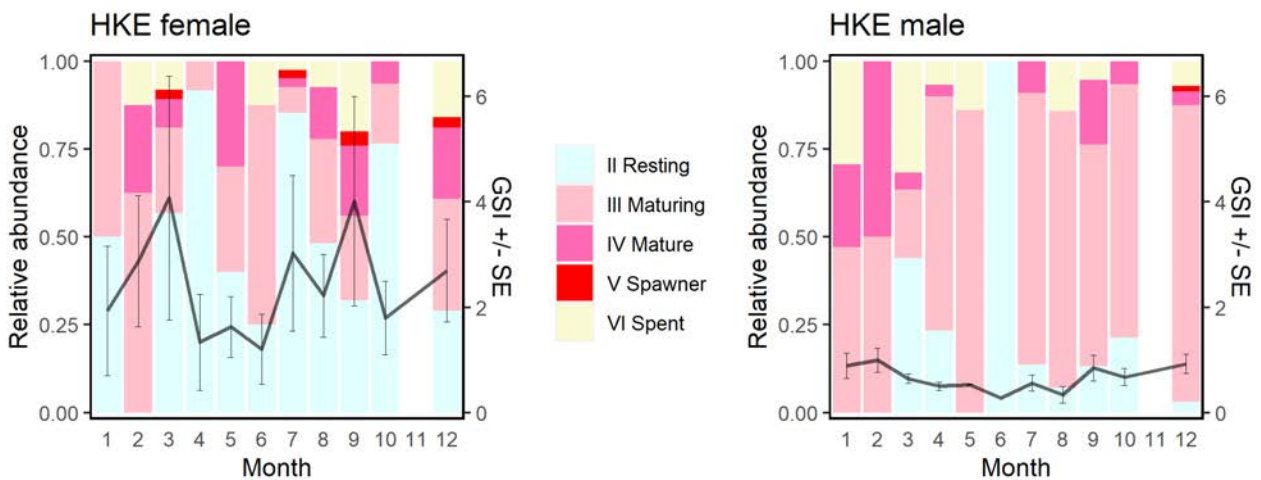 HKE female
HKE male
1.00
0.75
0.50
0.25
0.00
Relative abundance
6
4
2
0
GSI +/- SE
1 2 3 4 5 6 7 8 9 10 11 12
Month
II Resting
III Maturing
IV Mature
V Spawner
VI Spent
1.00
0.75
0.50
0.25
0.00
Relative abundance
6
4
2
0
GSI +/- SE
1 2 3 4 5 6 7 8 9 10 11 12
Month